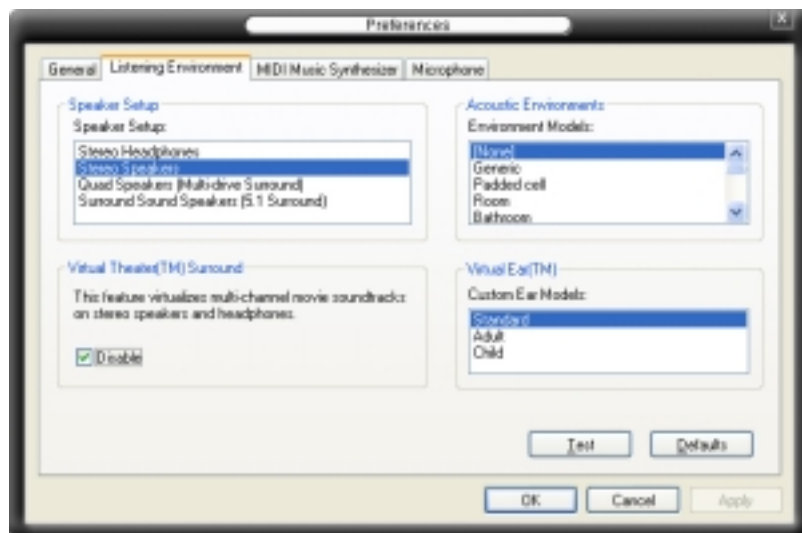 Preferences
X
General
Listening Environment
MIDI Music Synthesizer
Microphone
Speaker Setup
Speaker Setup:
Stereo Headphones
Stereo Speakers
Quad Speakers (Multi-drive Surround)
Surround Sound Speakers (5.1 Surround)
Acoustic Environments
Environment Models:
[None]
Generic
Padded cell
Room
Bathroom
Virtual Theater(TM) Surround
This feature virtualizes multi-channel movie soundtracks
on stereo speakers and headphones.
Disable
Virtual Ear(TM)
Custom Ear Models:
Standard
Adult
Child
Test
Defaults
OK
Cancel
Apply